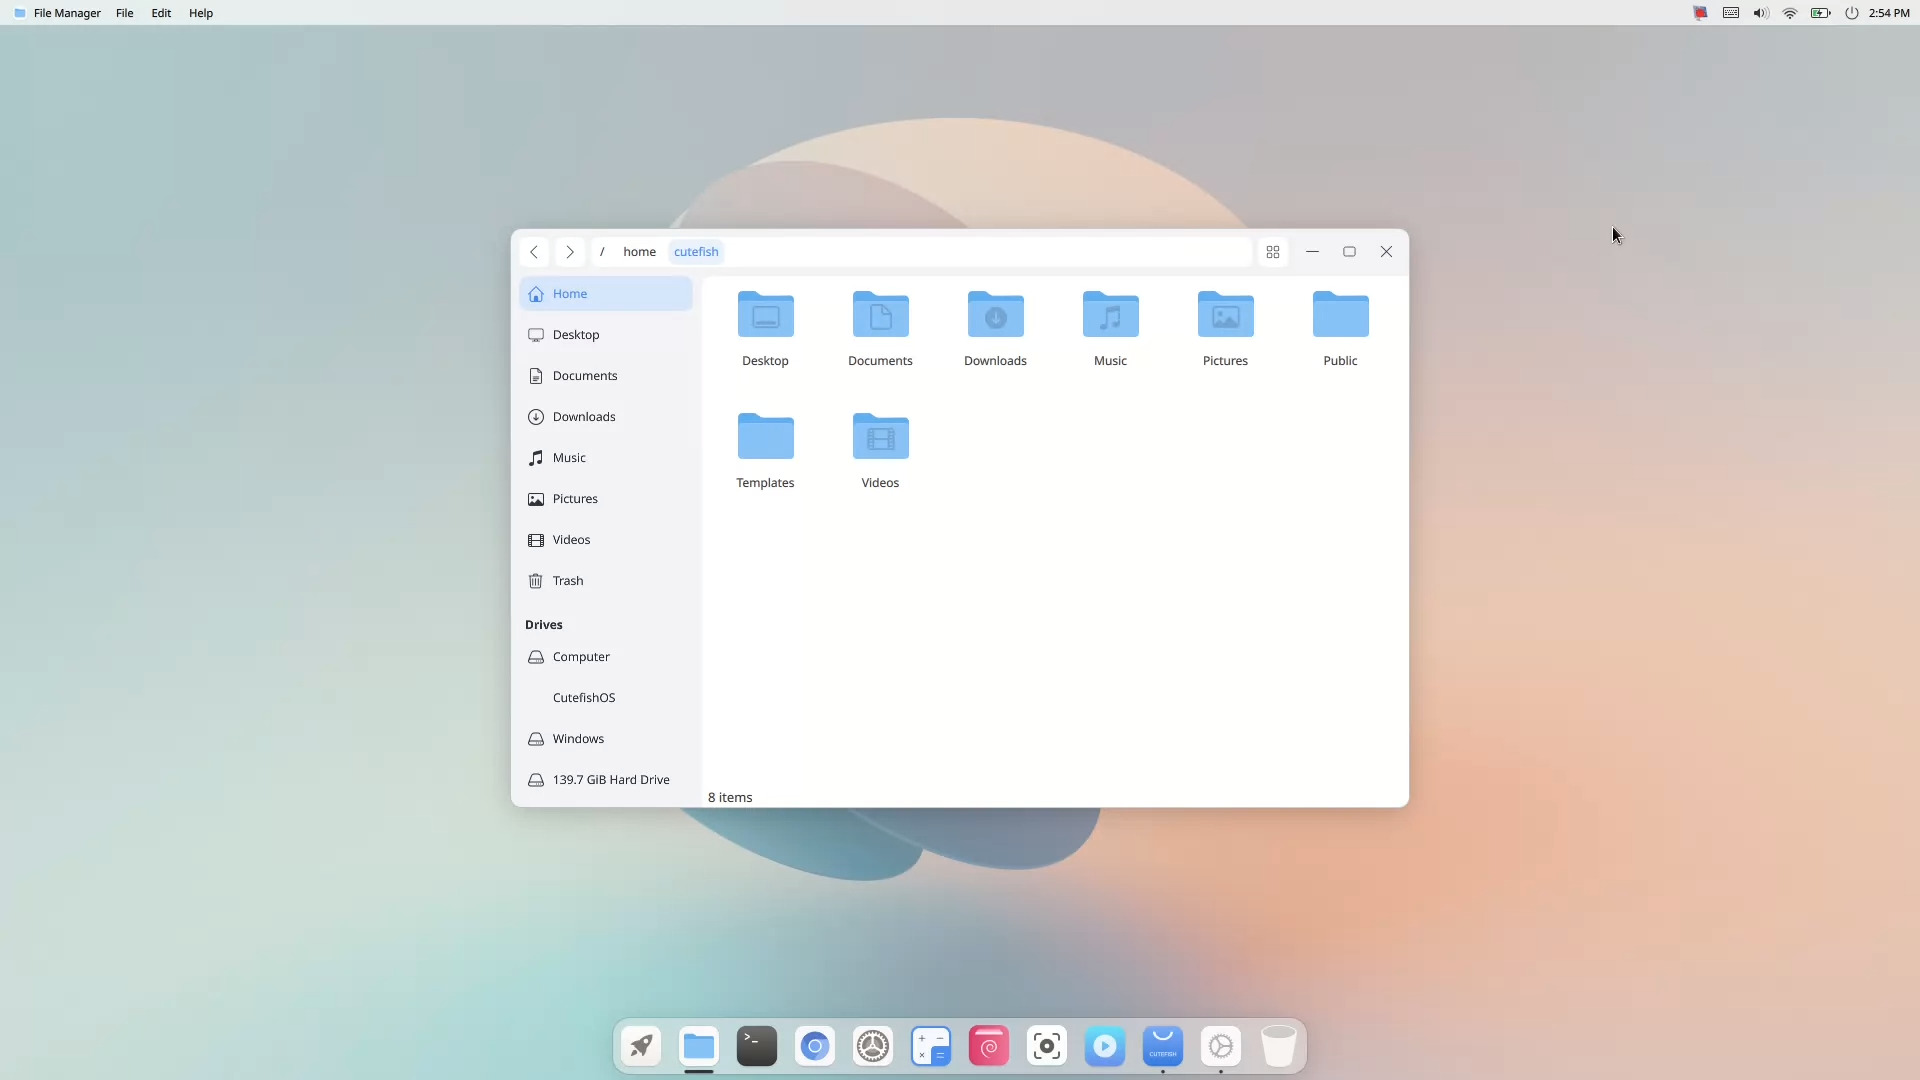 File Manager File Edit Help 2:54 PM
/ home cutefish
Home
Desktop
Documents
Downloads
Music
Pictures
Videos
Trash
Drives
Computer
CutefishOS
Windows
139.7 GiB Hard Drive
Desktop Documents Downloads Music Pictures Public
Templates Videos
8 items
>_
CUTEFISH